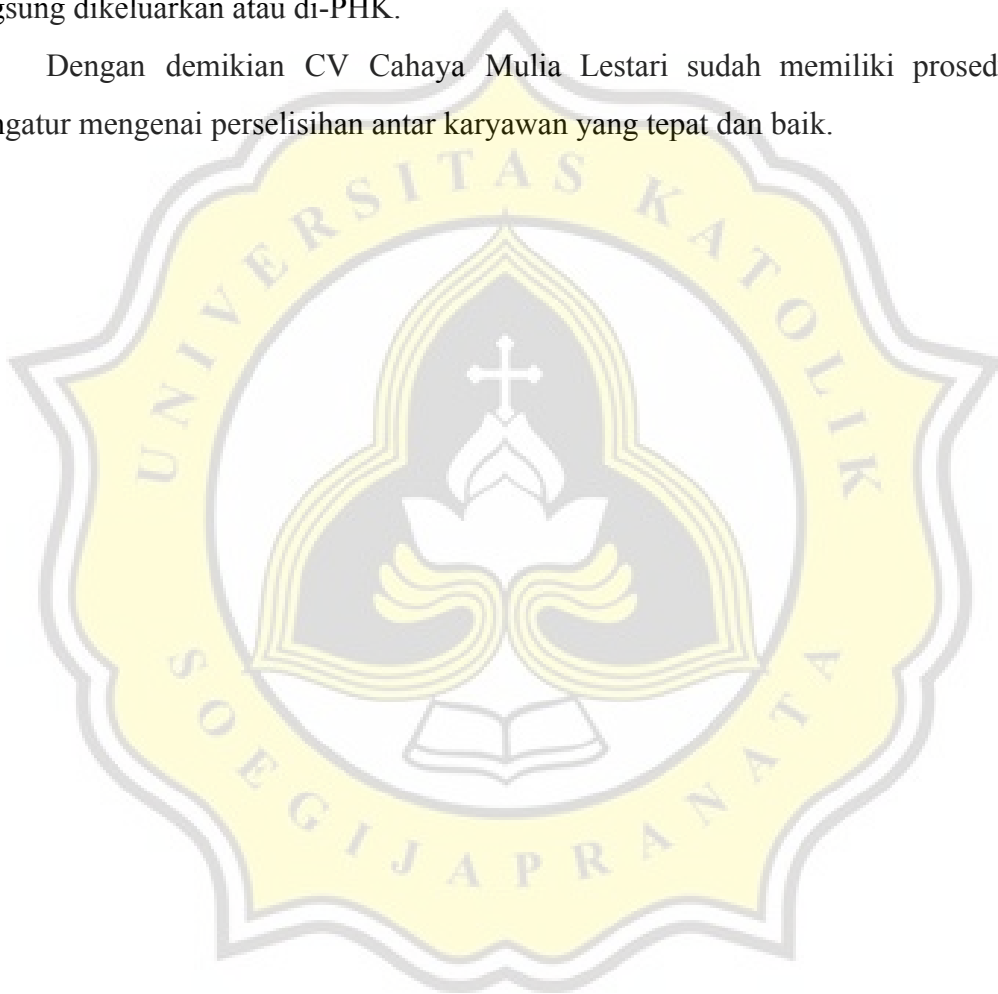 gsung dikeluarkan atau di-PHK.
Dengan demikian CV Cahaya Mulia Lestari sudah memiliki prosed
ngatur mengenai perselisihan antar karyawan yang tepat dan baik.
UNIVERSITAS KATOLIK
SOEGIJAPRANATA